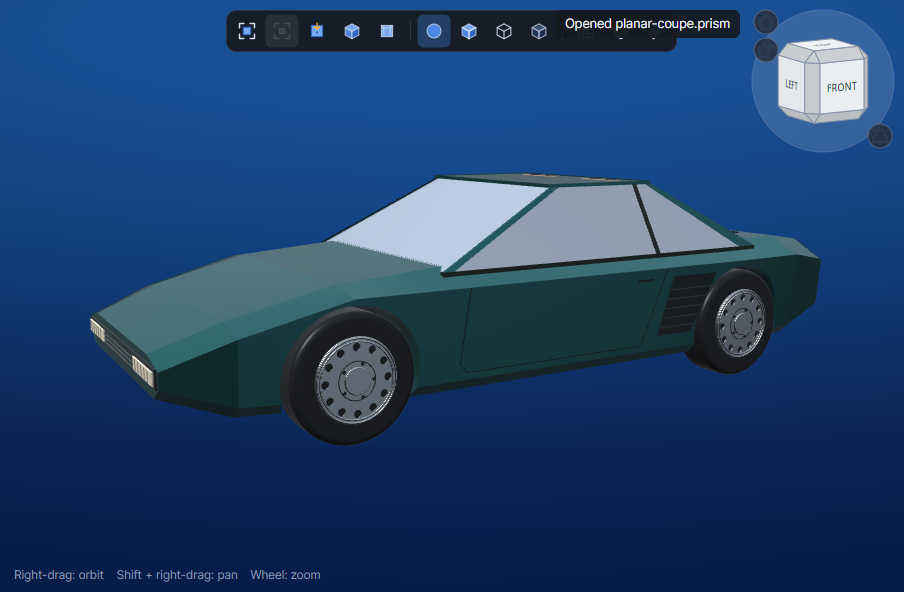 Opened planar-coupe.prism
LEFT
FRONT
Right-drag: orbit    Shift + right-drag: pan    Wheel: zoom